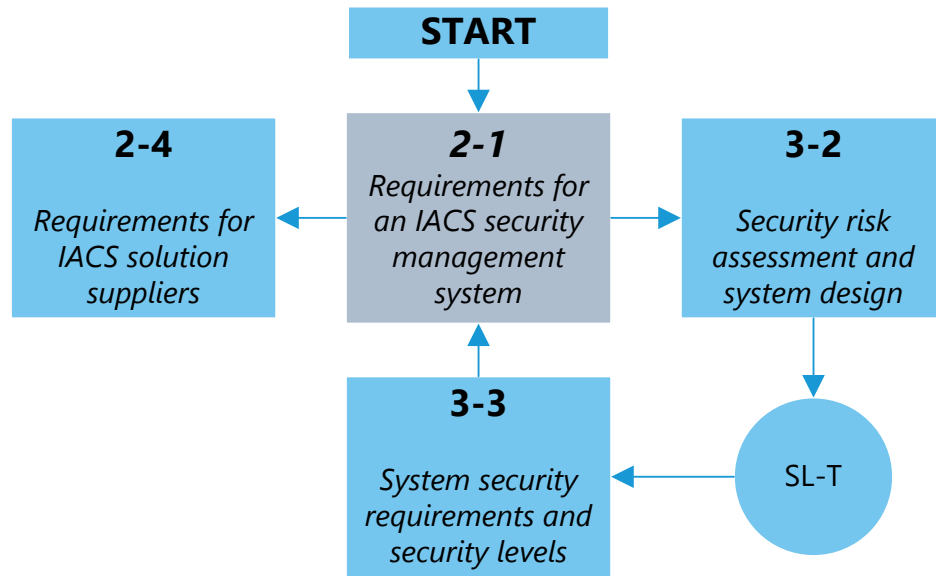 START
2-4
Requirements for
IACS solution
suppliers
2-1
Requirements for
an IACS security
management
system
3-2
Security risk
assessment and
system design
3-3
System security
requirements and
security levels
SL-T